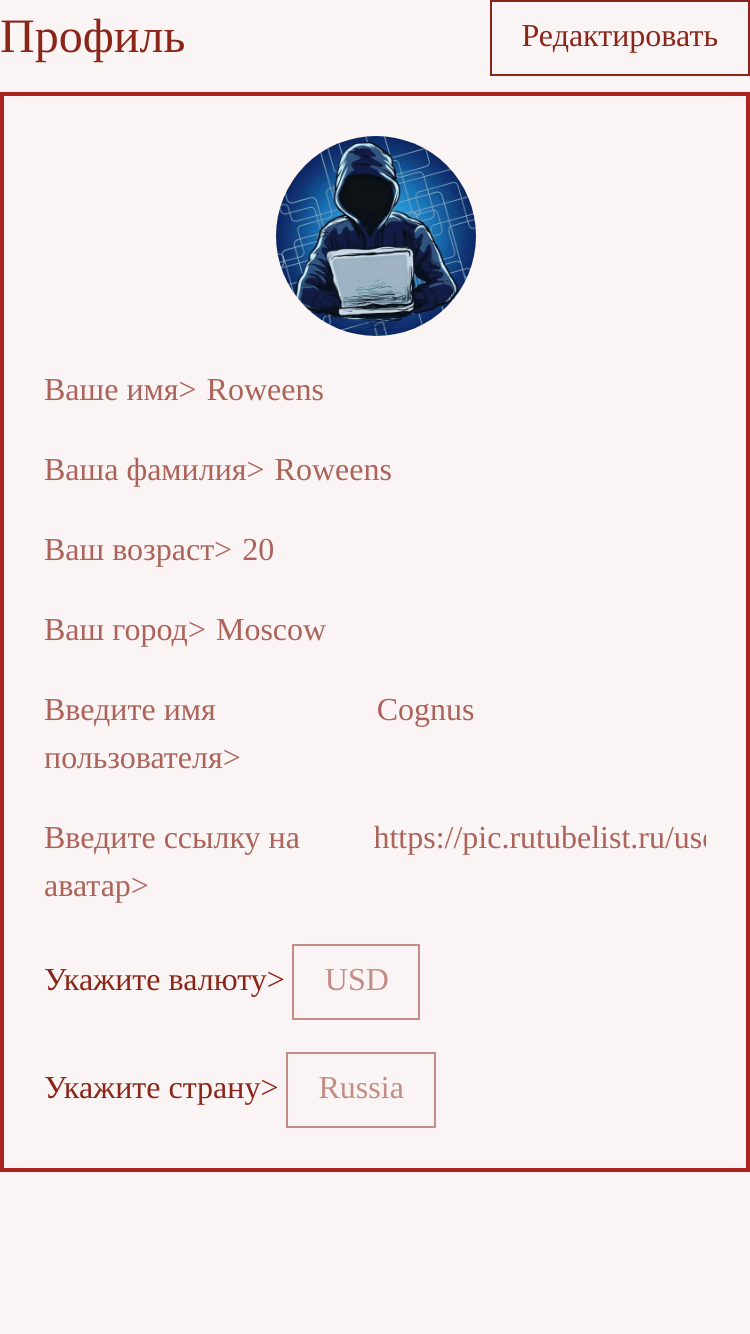 Профиль
Редактировать
Ваше имя> Roweens
Ваша фамилия> Roweens
Ваш возраст> 20
Ваш город> Moscow
Введите имя пользователя> Cognus
Введите ссылку на аватар> https://pic.rutubelist.ru/us
Укажите валюту> USD
Укажите страну> Russia